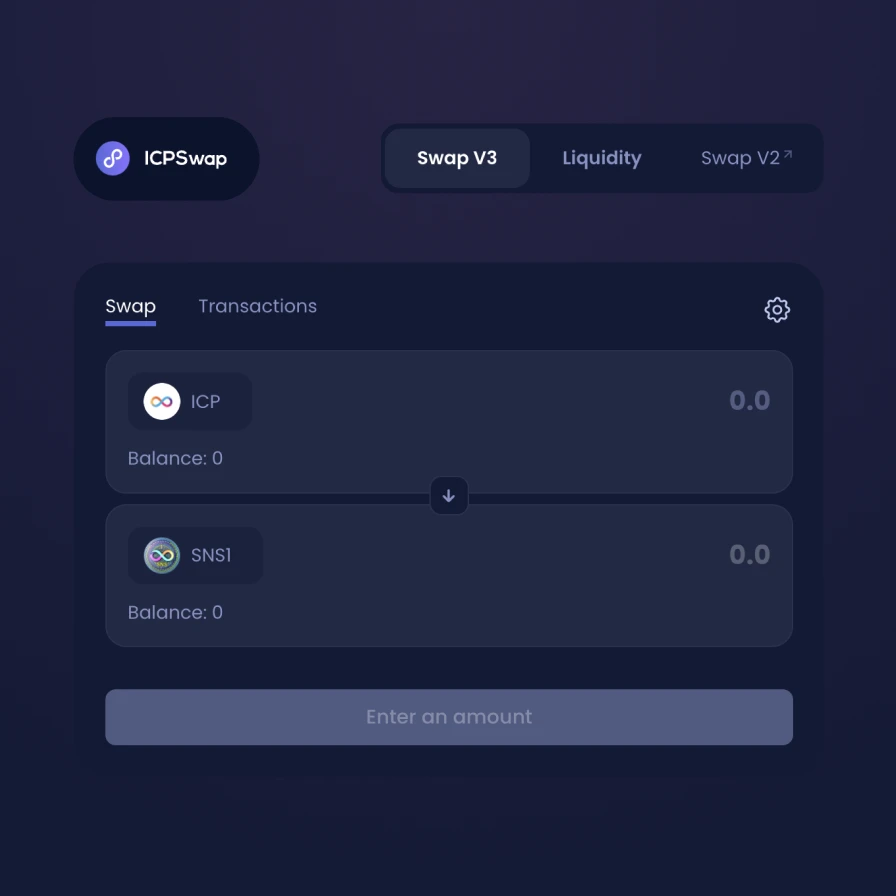 ICPSwap
Swap V3 Liquidity Swap V2↗
Swap Transactions
ICP 0.0
Balance: 0
SNS1 0.0
Balance: 0
Enter an amount